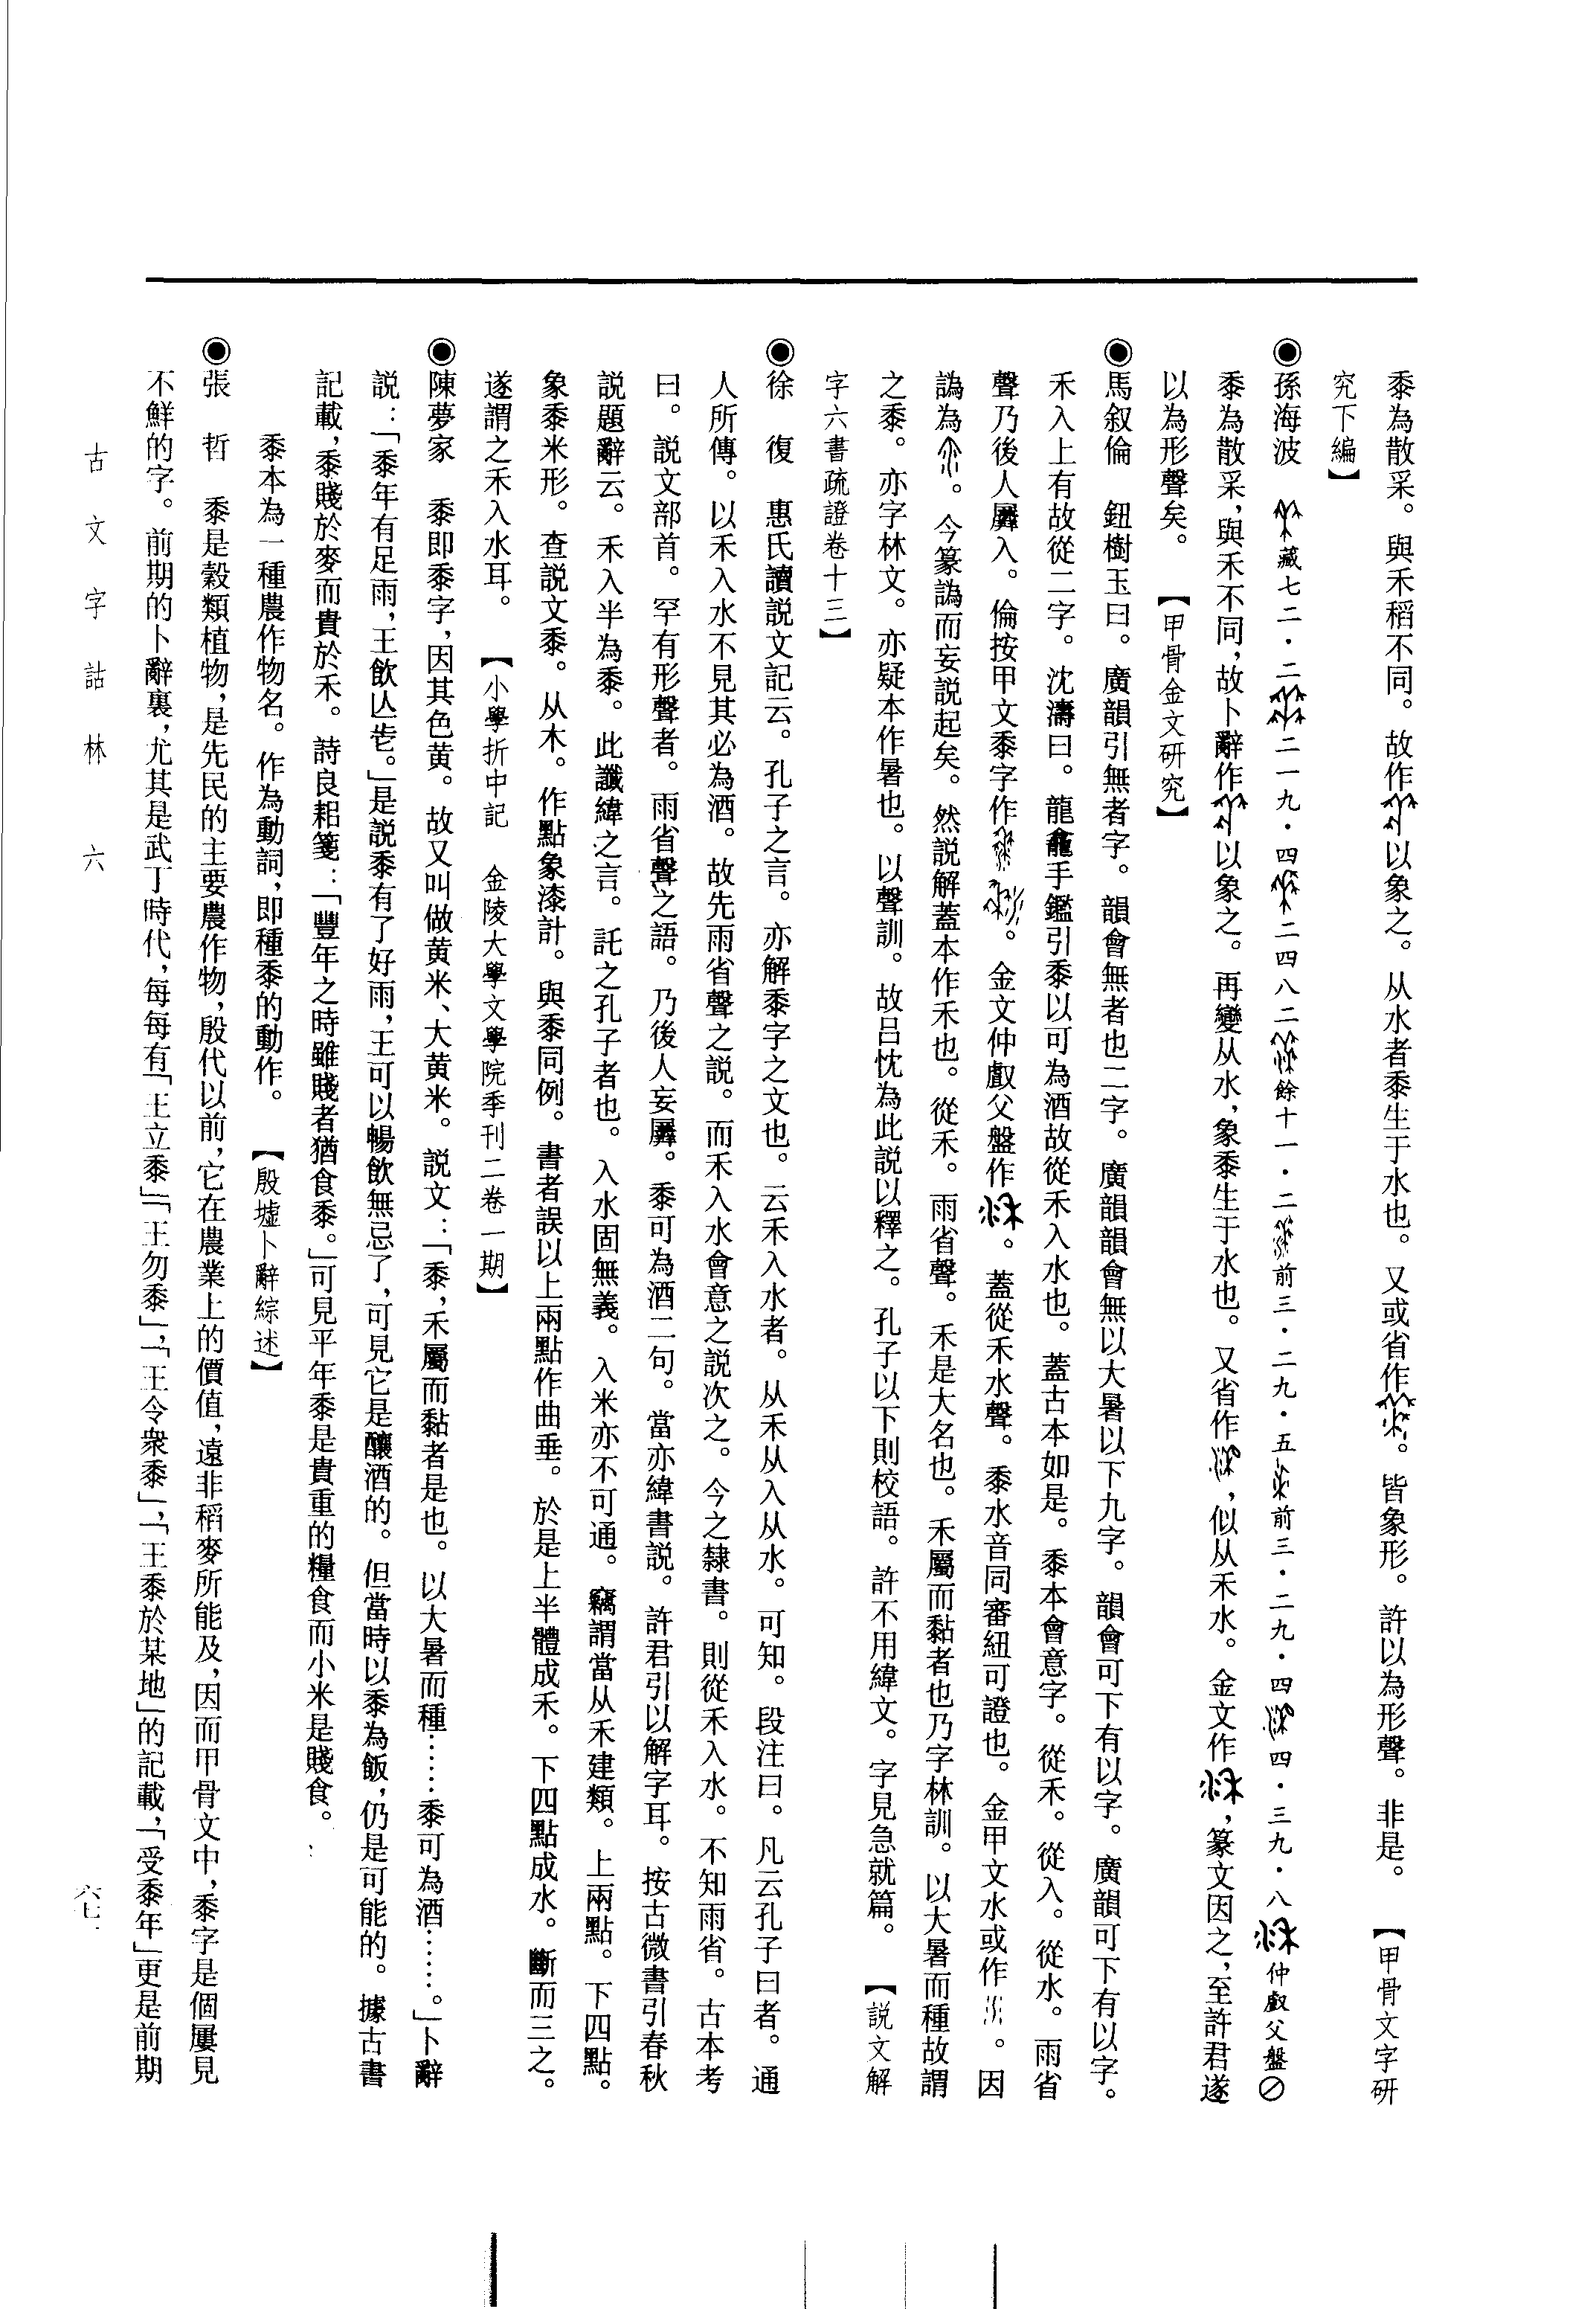 黍為散采。與禾稻不同。故作以象之。从水者黍生于水也。又或省作。皆象形。許以為形聲。非是。【甲骨文字研
究下編】
◉孫海波　藏七二·二　二一九·四　二四八二　餘十一·二　前三·二九·五　前三·二九·四　四·三九·八　仲䖒父盤
黍為散采，與禾不同，故卜辭作以象之。再變从水，象黍生于水也。又省作，似从禾水。金文作，篆文因之，至許君遂
以為形聲矣。【甲骨金文研究】
◉馬叙倫　鈕樹玉曰。廣韻引無者字。韻會無者也二字。廣韻韻會無以大暑以下九字。韻會可下有以字。廣韻可下有以字。
禾入上有故從二字。沈濤曰。龍龕手鑑引黍以可為酒故從禾入水也。蓋古本如是。黍本會意字。從禾。從入。從水。雨省
聲乃後人羼入。倫按甲文黍字作。金文仲䖒父盤作。蓋從禾水聲。黍水音同審紐可證也。金甲文水或作。因
譌為。今篆譌而妄說起矣。然說解蓋本作禾也。從禾。雨省聲。禾是大名也。禾屬而黏者也乃字林訓。以大暑而種故謂
之黍。亦字林文。亦疑本作暑也。以聲訓。故呂忱為此說以釋之。孔子以下則校語。許不用緯文。字見急就篇。【說文解
字六書疏證卷十三】
◉徐　復　惠氏讀説文記云。孔子之言。亦解黍字之文也。云禾入水者。从禾从入从水。可知。段注曰。凡云孔子曰者。通
人所傳。以禾入水不見其必為酒。故先雨省聲之説。而禾入水會意之説次之。今之隸書。則從禾入水。不知雨省。古本考
曰。説文部首。罕有形聲者。雨省聲之語。乃後人妄羼。黍可為酒二句。當亦緯書説。許君引以解字耳。按古微書引春秋
説題辭云。禾入半為黍。此讖緯之言。託之孔子者也。入水固無義。入米亦不可通。竊謂當从禾建類。上兩點。下四點。
象黍米形。查説文桼。从木。作點象漆汁。與黍同例。書者誤以上兩點作曲垂。於是上半體成禾。下四點成水。斷而三之。
遂謂之禾入水耳。【小學折中記　金陵大學文學院季刊二卷一期】
◉陳夢家　黍即黍字，因其色黄。故又叫做黄米、大黄米。説文：「黍，禾屬而黏者是也。以大暑而種……黍可為酒……。」卜辭
説：「黍年有足雨，王飲亾𡆥。」是説黍有了好雨，王可以暢飲無忌了，可見它是釀酒的。但當時以黍為飯，仍是可能的。據古書
記載，黍賤於麥而貴於禾。詩良耜箋：「豐年之時雖賤者猶食黍。」可見平年黍是貴重的糧食而小米是賤食。
黍本為一種農作物名。作為動詞，即種黍的動作。【殷墟卜辭綜述】
◉張　哲　黍是穀類植物，是先民的主要農作物，殷代以前，它在農業上的價值，遠非稻麥所能及，因而甲骨文中，黍字是個屢見
不鮮的字。前期的卜辭裏，尤其是武丁時代，每每有「王立黍」「王勿黍」，「王令衆黍」，「王黍於某地」的記載，「受黍年」更是前期
古文字詁林　六
六七一